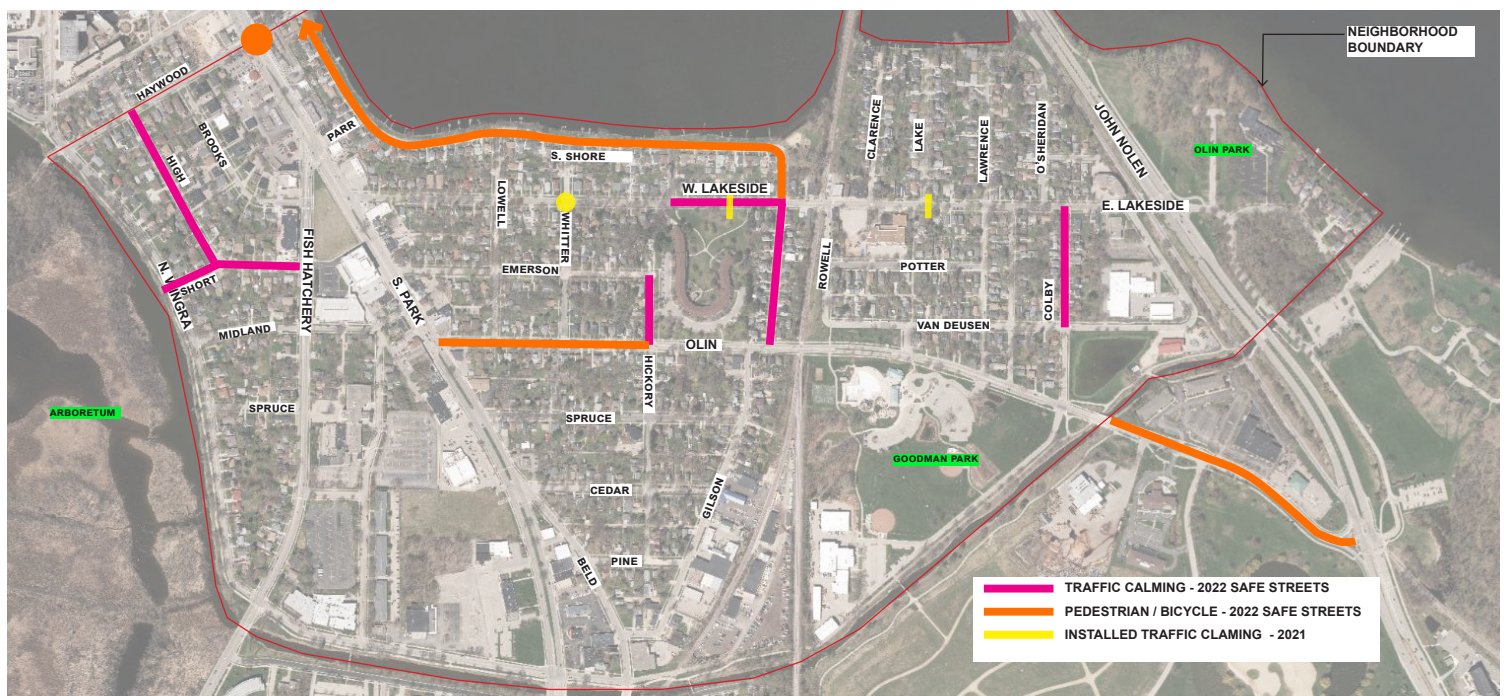 NEIGHBORHOOD
BOUNDARY
HAYWOOD
BROOKS
HIGH
PARR
S. SHORE
CLARENCE
LAKE
LAWRENCE
O'SHERIDAN
JOHN NOLEN
OLIN PARK
LOWELL
WHITTER
W. LAKESIDE
E. LAKESIDE
FISH HATCHERY
N. WINGRA
SHORT
EMERSON
ROWELL
POTTER
S. PARK
MIDLAND
COLBY
VAN DEUSEN
OLIN
HICKORY
ARBORETUM
SPRUCE
SPRUCE
GOODMAN PARK
CEDAR
GILSON
PINE
BELD
TRAFFIC CALMING - 2022 SAFE STREETS
PEDESTRIAN / BICYCLE - 2022 SAFE STREETS
INSTALLED TRAFFIC CLAMING - 2021